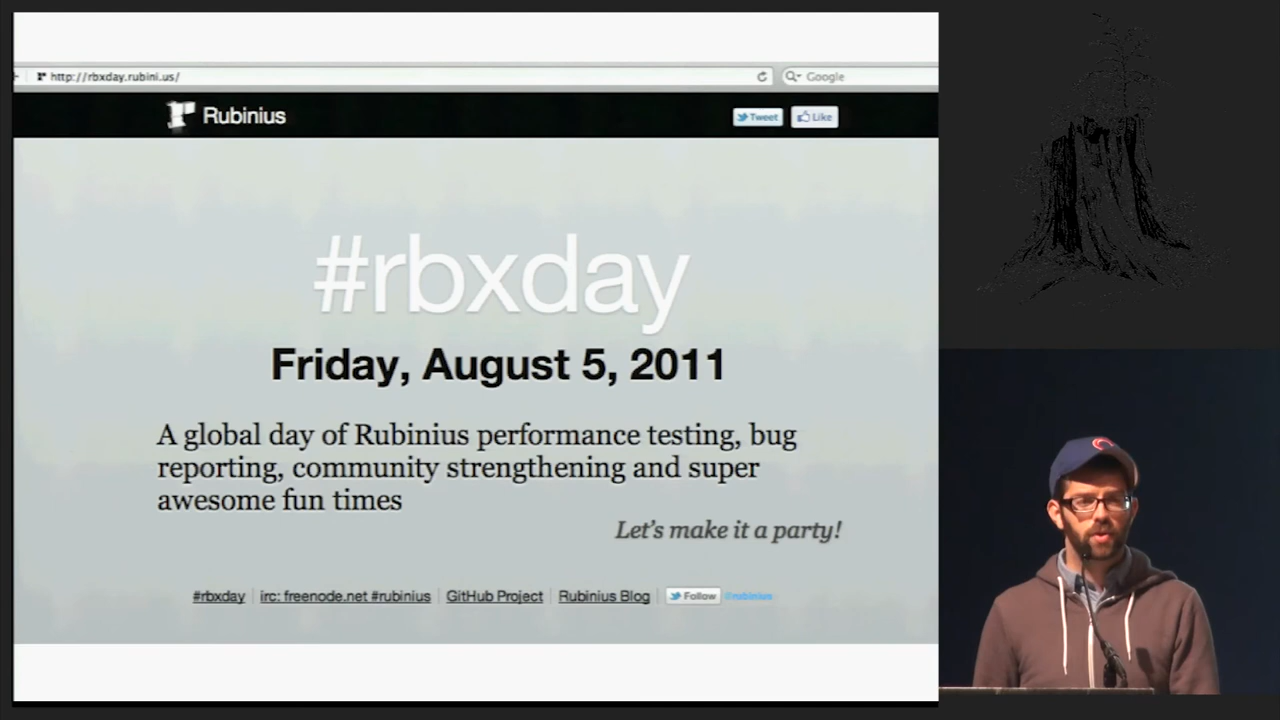 http://rbxday.rubini.us/
Google
Rubinius
Tweet
Like
#rbxday
Friday, August 5, 2011
A global day of Rubinius performance testing, bug
reporting, community strengthening and super
awesome fun times
Let's make it a party!
#rbxday irc: freenode.net #rubinius GitHub Project Rubinius Blog Follow @rubinius